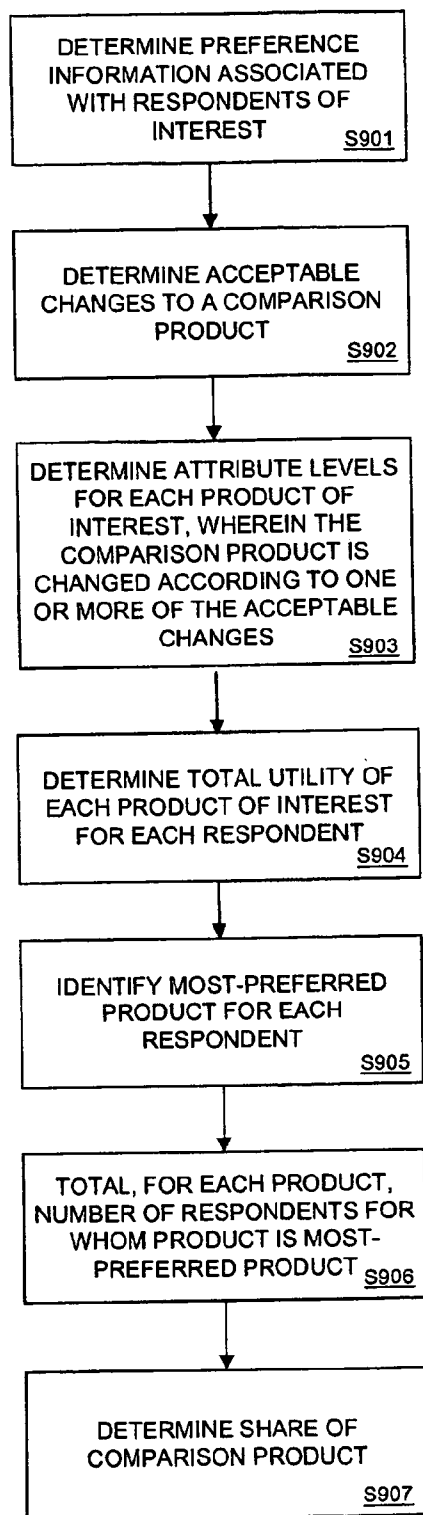 DETERMINE PREFERENCE
INFORMATION ASSOCIATED
WITH RESPONDENTS OF
INTEREST
S901
DETERMINE ACCEPTABLE
CHANGES TO A COMPARISON
PRODUCT
S902
DETERMINE ATTRIBUTE LEVELS
FOR EACH PRODUCT OF
INTEREST, WHEREIN THE
COMPARISON PRODUCT IS
CHANGED ACCORDING TO ONE
OR MORE OF THE ACCEPTABLE
CHANGES
S903
DETERMINE TOTAL UTILITY OF
EACH PRODUCT OF INTEREST
FOR EACH RESPONDENT
S904
IDENTIFY MOST-PREFERRED
PRODUCT FOR EACH
RESPONDENT
S905
TOTAL, FOR EACH PRODUCT,
NUMBER OF RESPONDENTS FOR
WHOM PRODUCT IS MOST-
PREFERRED PRODUCT
S906
DETERMINE SHARE OF
COMPARISON PRODUCT
S907